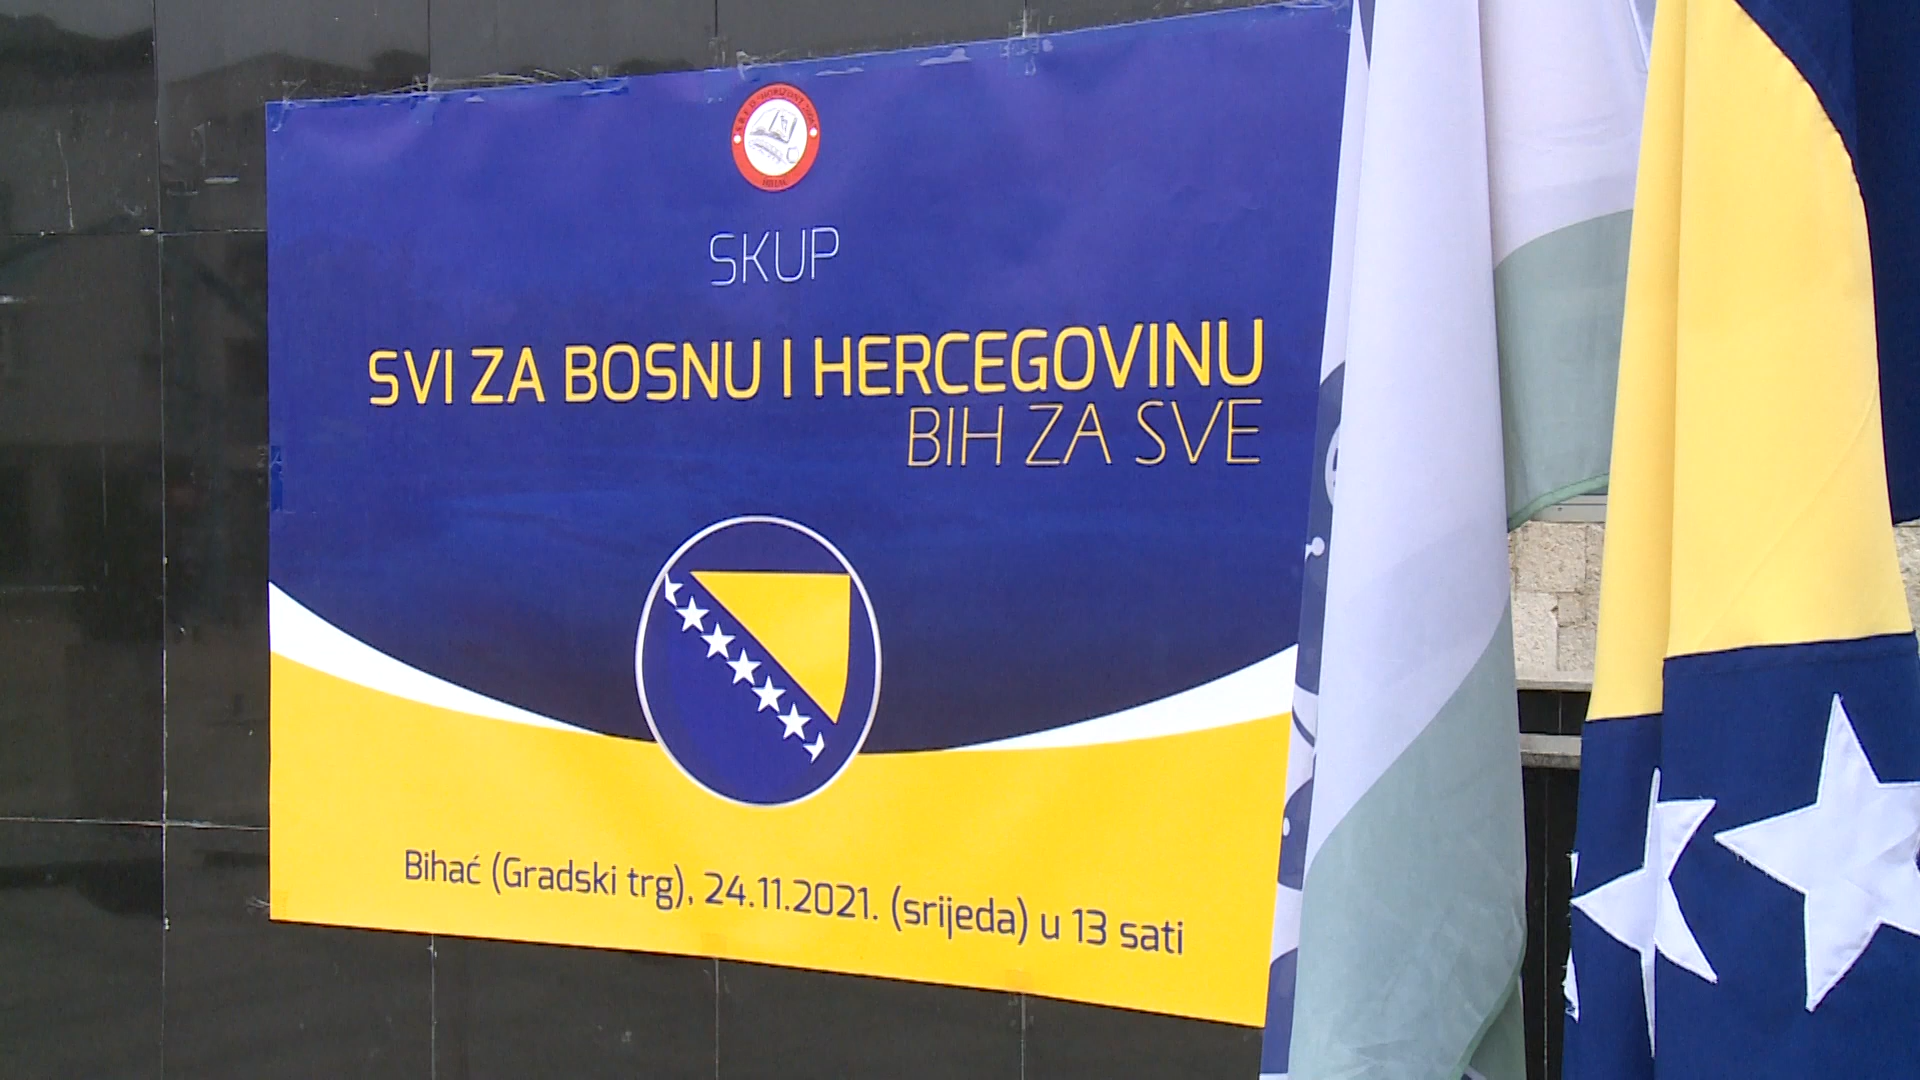 SKUP
SVI ZA BOSNU I HERCEGOVINU
BIH ZA SVE
Bihać (Gradski trg), 24.11.2021. (srijeda) u 13 sati